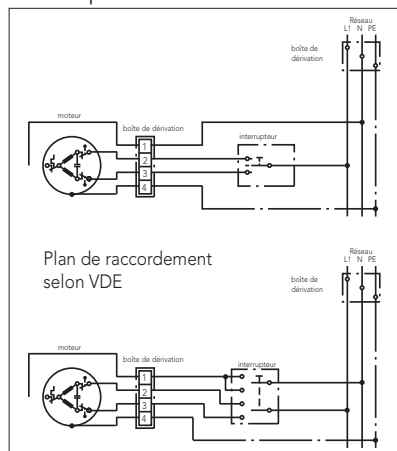 Réseau
L1 N PE
boîte de
dérivation
moteur
boîte de dérivation
interrupteur
1
2
3
4
Plan de raccordement
selon VDE
Réseau
L1 N PE
boîte de
dérivation
moteur
boîte de dérivation
interrupteur
1
2
3
4